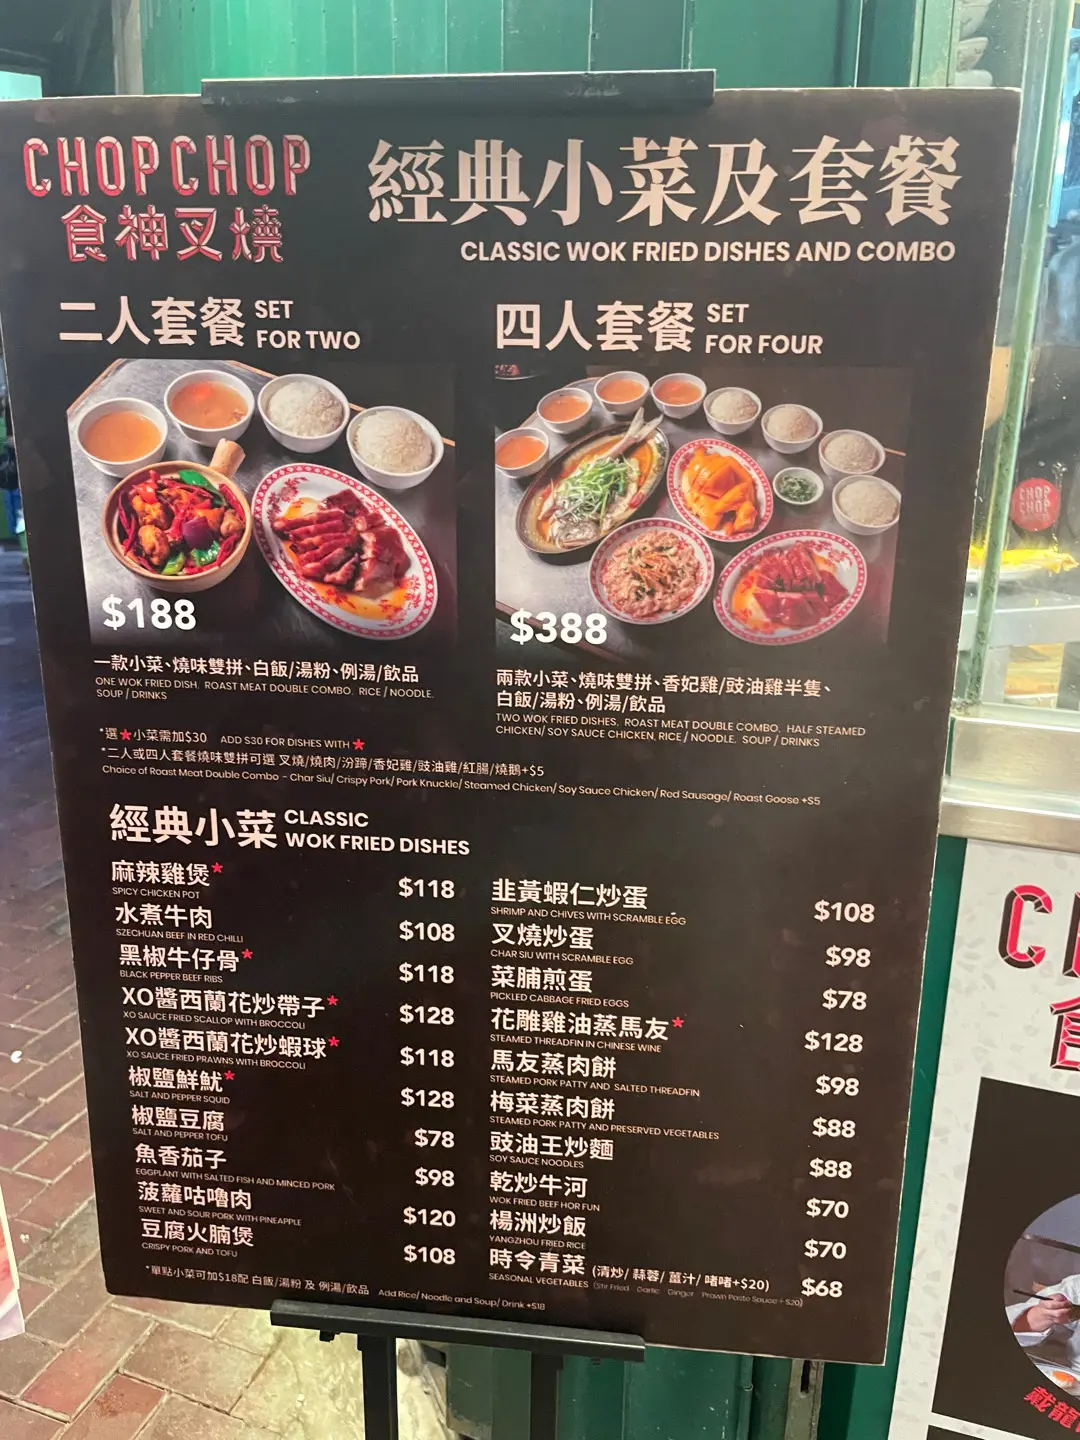 CHOP CHOP
食神叉燒
經典小菜及套餐
CLASSIC WOK FRIED DISHES AND COMBO
二人套餐 SET FOR TWO
四人套餐 SET FOR FOUR
$188
$388
一款小菜、燒味雙拼、白飯/湯粉、例湯/飲品
ONE WOK FRIED DISH, ROAST MEAT DOUBLE COMBO, RICE / NOODLE,
SOUP / DRINKS
兩款小菜、燒味雙拼、香妃雞/豉油雞半隻、
白飯/湯粉、例湯/飲品
TWO WOK FRIED DISHES, ROAST MEAT DOUBLE COMBO, HALF STEAMED
CHICKEN/ SOY SAUCE CHICKEN, RICE / NOODLE, SOUP / DRINKS
*選★小菜需加$30 ADD $30 FOR DISHES WITH ★
*二人或四人套餐燒味雙拼可選 叉燒/燒肉/汾蹄/香妃雞/豉油雞/紅腸/燒鵝+$5
Choice of Roast Meat Double Combo - Char Siu/ Crispy Pork/ Pork Knuckle/ Steamed Chicken/ Soy Sauce Chicken/ Red Sausage/ Roast Goose +$5
經典小菜 CLASSIC WOK FRIED DISHES
麻辣雞煲★ $118
SPICY CHICKEN POT
水煮牛肉 $108
SZECHUAN BEEF IN RED CHILLI
黑椒牛仔骨★ $118
BLACK PEPPER BEEF RIBS
XO醬西蘭花炒帶子★ $128
XO SAUCE FRIED SCALLOP WITH BROCCOLI
XO醬西蘭花炒蝦球★ $118
XO SAUCE FRIED PRAWNS WITH BROCCOLI
椒鹽鮮魷★ $128
SALT AND PEPPER SQUID
椒鹽豆腐 $78
SALT AND PEPPER TOFU
魚香茄子 $98
EGGPLANT WITH SALTED FISH AND MINCED PORK
菠蘿咕嚕肉 $120
SWEET AND SOUR PORK WITH PINEAPPLE
豆腐火腩煲 $108
CRISPY PORK AND TOFU
*單點小菜可加$18配 白飯/湯粉 及 例湯/飲品 Add Rice/ Noodle and Soup/ Drink +$18
韭黃蝦仁炒蛋 $108
SHRIMP AND CHIVES WITH SCRAMBLE EGG
叉燒炒蛋 $98
CHAR SIU WITH SCRAMBLE EGG
菜脯煎蛋 $78
PICKLED CABBAGE FRIED EGGS
花雕雞油蒸馬友★ $128
STEAMED THREADFIN IN CHINESE WINE
馬友蒸肉餅 $98
STEAMED PORK PATTY AND SALTED THREADFIN
梅菜蒸肉餅 $88
STEAMED PORK PATTY AND PRESERVED VEGETABLES
豉油王炒麵 $88
SOY SAUCE NOODLES
乾炒牛河 $70
WOK FRIED BEEF HOR FUN
楊洲炒飯 $70
YANGZHOU FRIED RICE
時令青菜 (清炒/ 蒜蓉/ 薑汁/ 啫啫+$20) $68
SEASONAL VEGETABLES (Stir Fried Garlic Ginger Prawn Paste Sauce + $20)
CHOP
CHOP